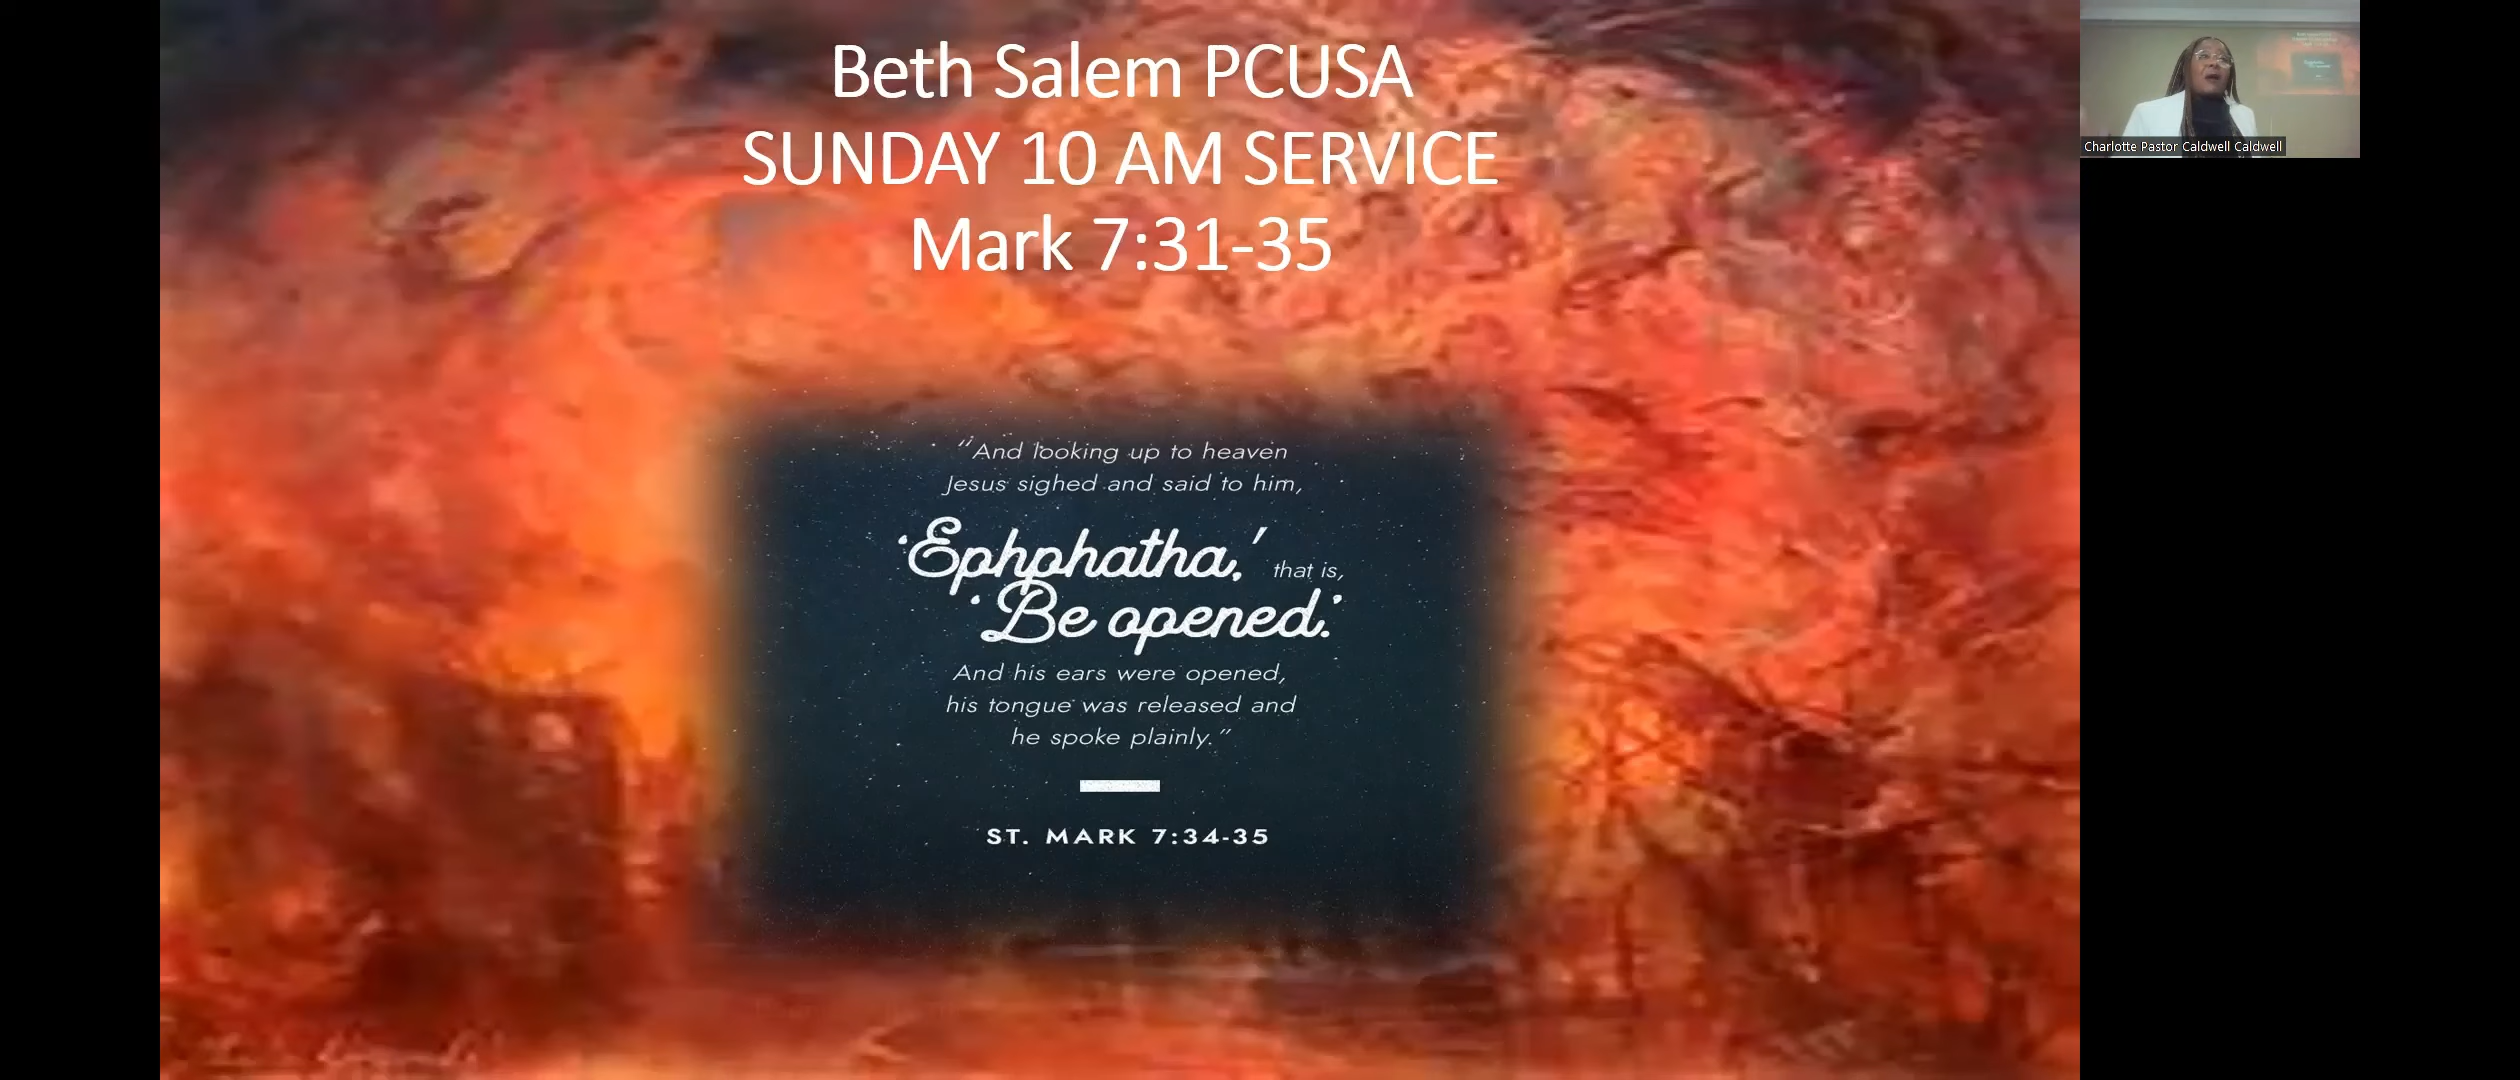 Beth Salem PCUSA
SUNDAY 10 AM SERVICE
Mark 7:31-35
“And looking up to heaven
Jesus sighed and said to him,
‘Ephphatha,’ that is,
‘Be opened.’
And his ears were opened,
his tongue was released and
he spoke plainly.”
ST. MARK 7:34-35
Charlotte Pastor Caldwell Caldwell